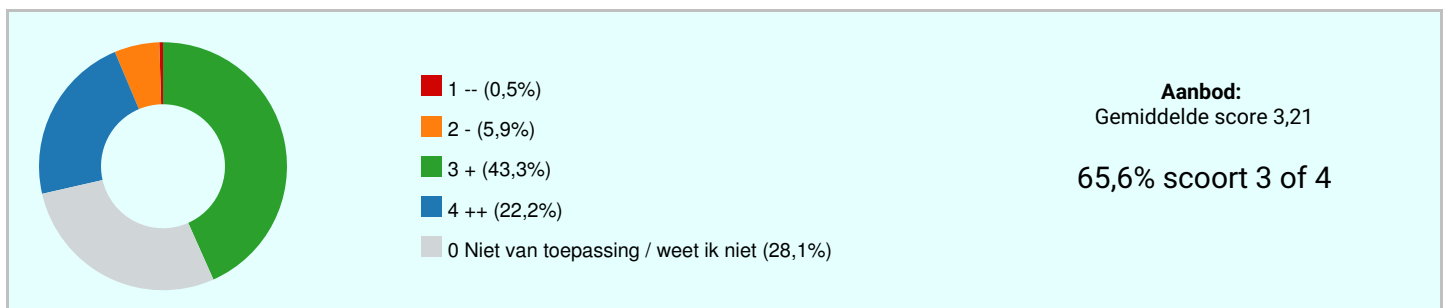 1 -- (0,5%)
2 - (5,9%)
3 + (43,3%)
4 ++ (22,2%)
0 Niet van toepassing / weet ik niet (28,1%)
Aanbod:
Gemiddelde score 3,21
65,6% scoort 3 of 4